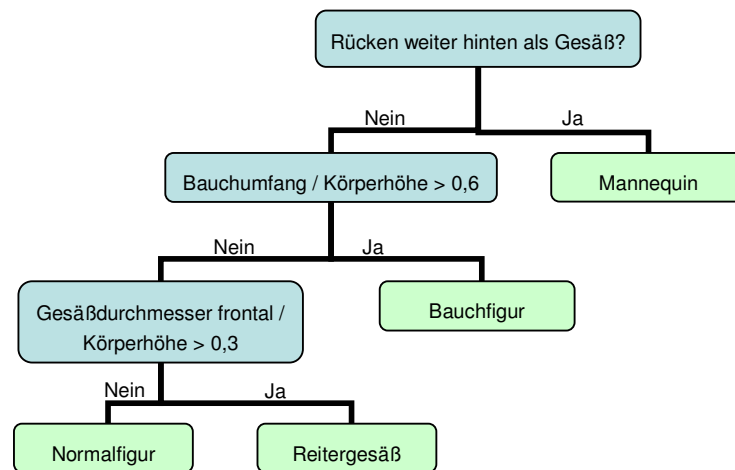 Rücken weiter hinten als Gesäß?
Nein
Ja
Bauchumfang / Körperhöhe > 0,6
Mannequin
Nein
Ja
Gesäßdurchmesser frontal /
Körperhöhe > 0,3
Bauchfigur
Nein
Ja
Normalfigur
Reitergesäß